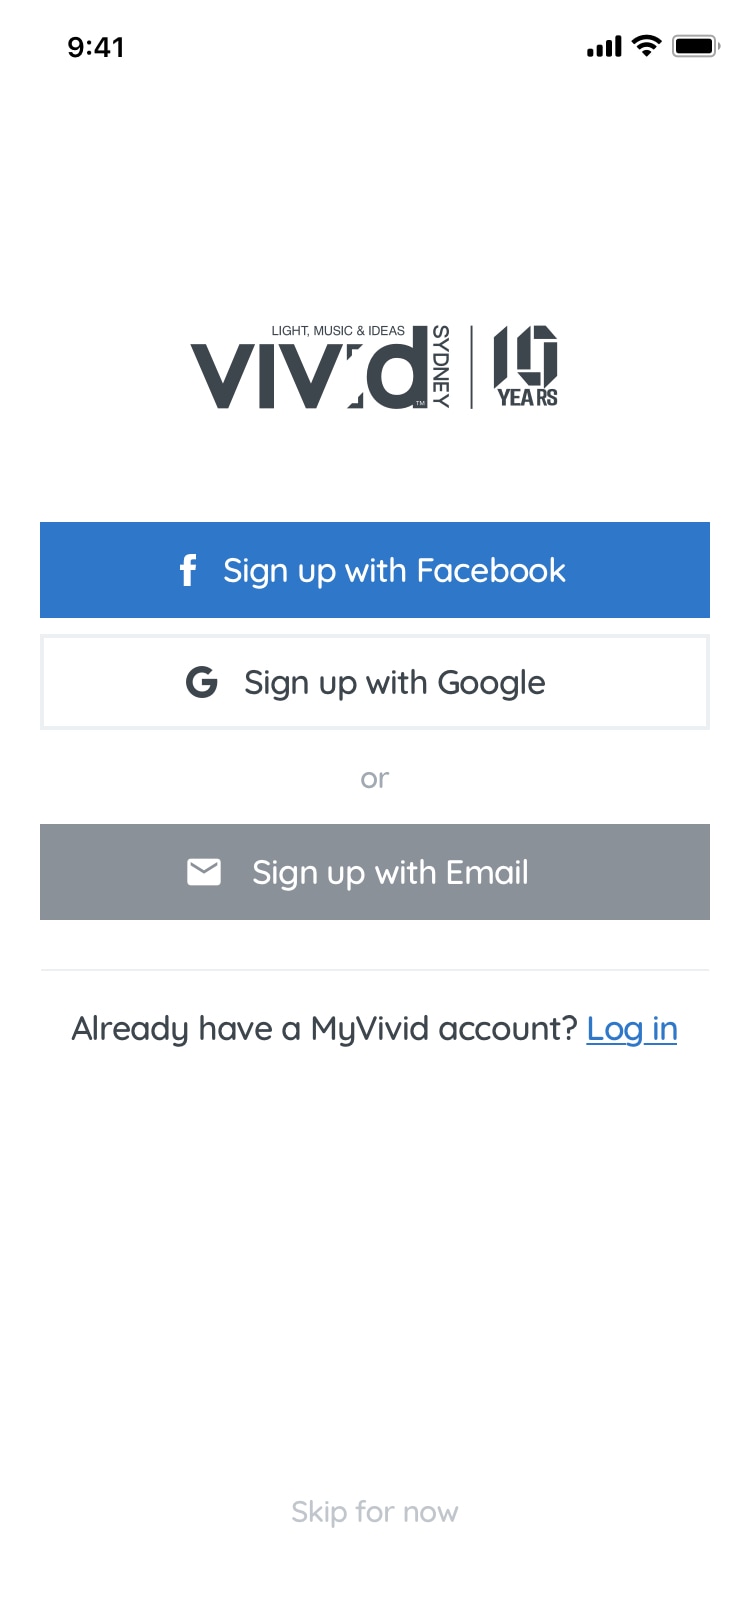 9:41
LIGHT, MUSIC & IDEAS
vivid
TM
SYDNEY
10
YEARS
f Sign up with Facebook
G Sign up with Google
or
Sign up with Email
Already have a MyVivid account? Log in
Skip for now